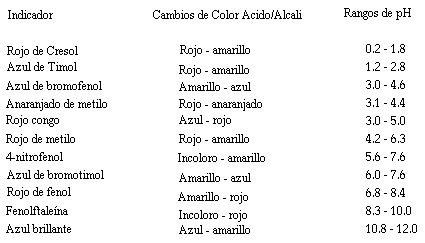 Indicador Cambios de Color Acido/Alcali Rangos de pH
Rojo de Cresol Rojo - amarillo 0.2 - 1.8
Azul de Timol Rojo - amarillo 1.2 - 2.8
Azul de bromofenol Amarillo - azul 3.0 - 4.6
Anaranjado de metilo Rojo - anaranjado 3.1 - 4.4
Rojo congo Azul - rojo 3.0 - 5.0
Rojo de metilo Rojo - amarillo 4.2 - 6.3
4-nitrofenol Incoloro - amarillo 5.6 - 7.6
Azul de bromotimol Amarillo - azul 6.0 - 7.6
Rojo de fenol Amarillo - rojo 6.8 - 8.4
Fenolftaleína Incoloro - rojo 8.3 - 10.0
Azul brillante Azul - amarillo 10.8 - 12.0